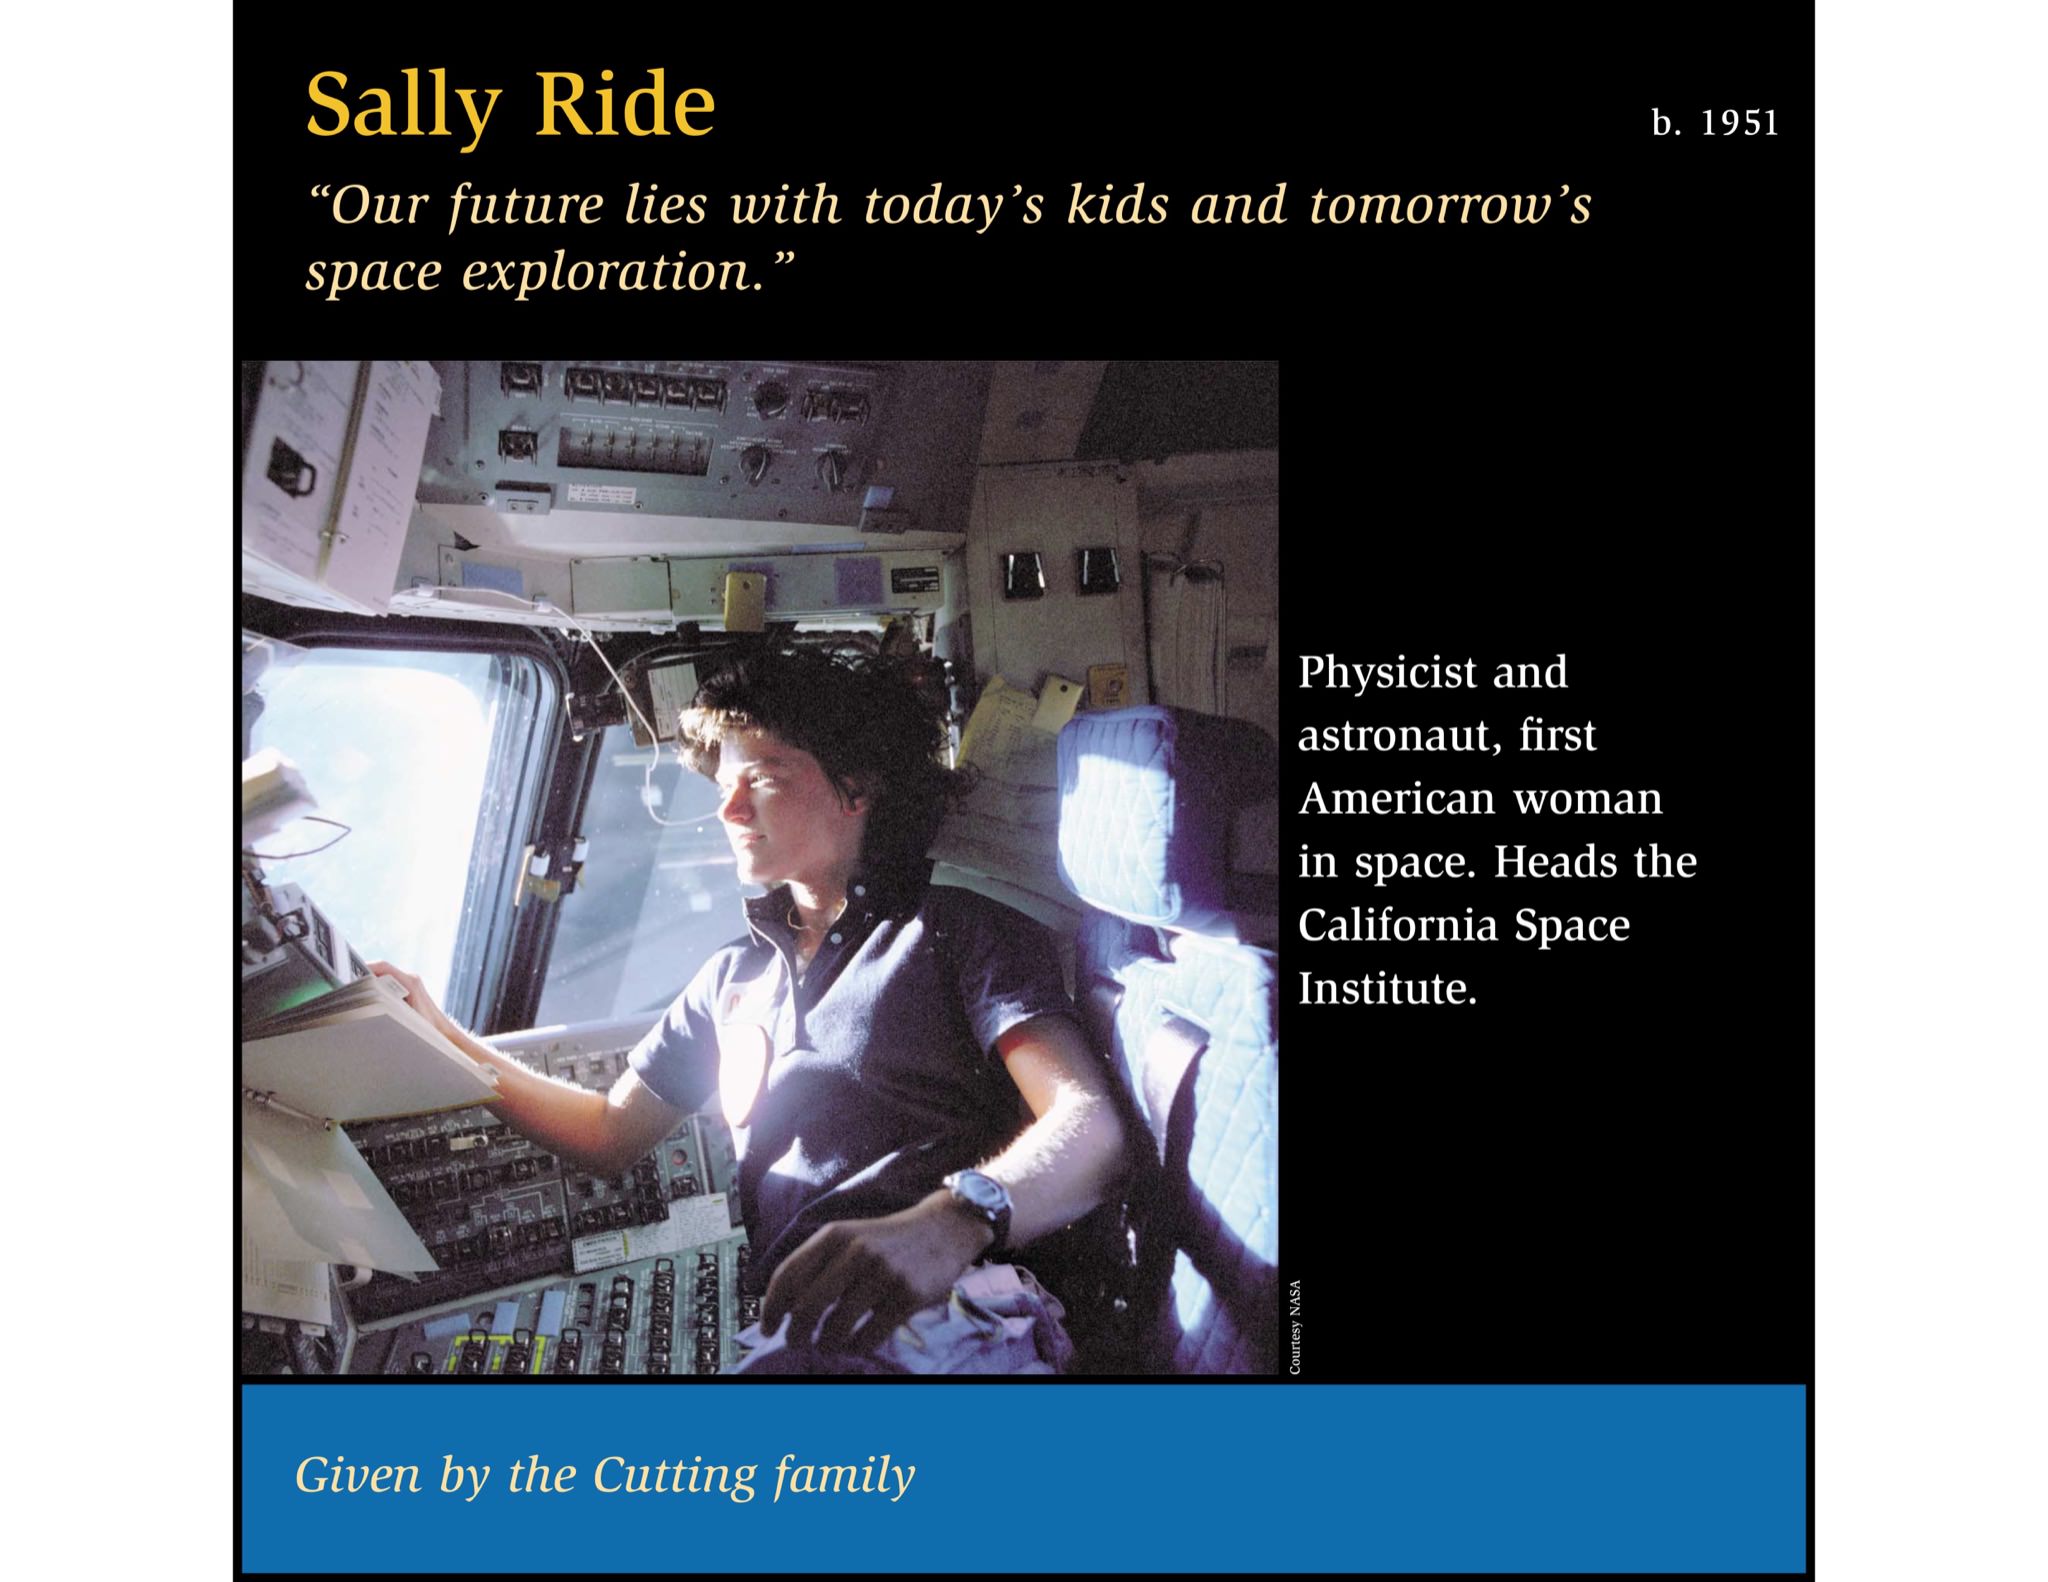 Sally Ride
b. 1951
“Our future lies with today’s kids and tomorrow’s
space exploration.”
Physicist and
astronaut, first
American woman
in space. Heads the
California Space
Institute.
Courtesy NASA
Given by the Cutting family